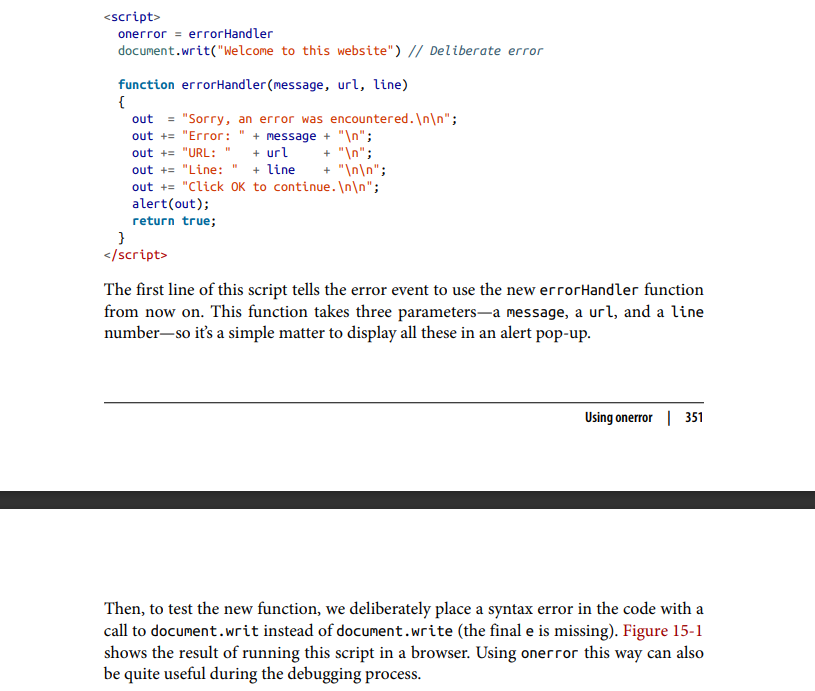 <script>
onerror = errorHandler
document.writ("Welcome to this website") // Deliberate error
function errorHandler(message, url, line)
{
out = "Sorry, an error was encountered.\n\n";
out += "Error: " + message + "\n";
out += "URL: " + url + "\n";
out += "Line: " + line + "\n\n";
out += "Click OK to continue.\n\n";
alert(out);
return true;
}
</script>
The first line of this script tells the error event to use the new errorHandler function
from now on. This function takes three parameters—a message, a url, and a line
number—so it's a simple matter to display all these in an alert pop-up.
Using onerror | 351
Then, to test the new function, we deliberately place a syntax error in the code with a
call to document.writ instead of document.write (the final e is missing). Figure 15-1
shows the result of running this script in a browser. Using onerror this way can also
be quite useful during the debugging process.